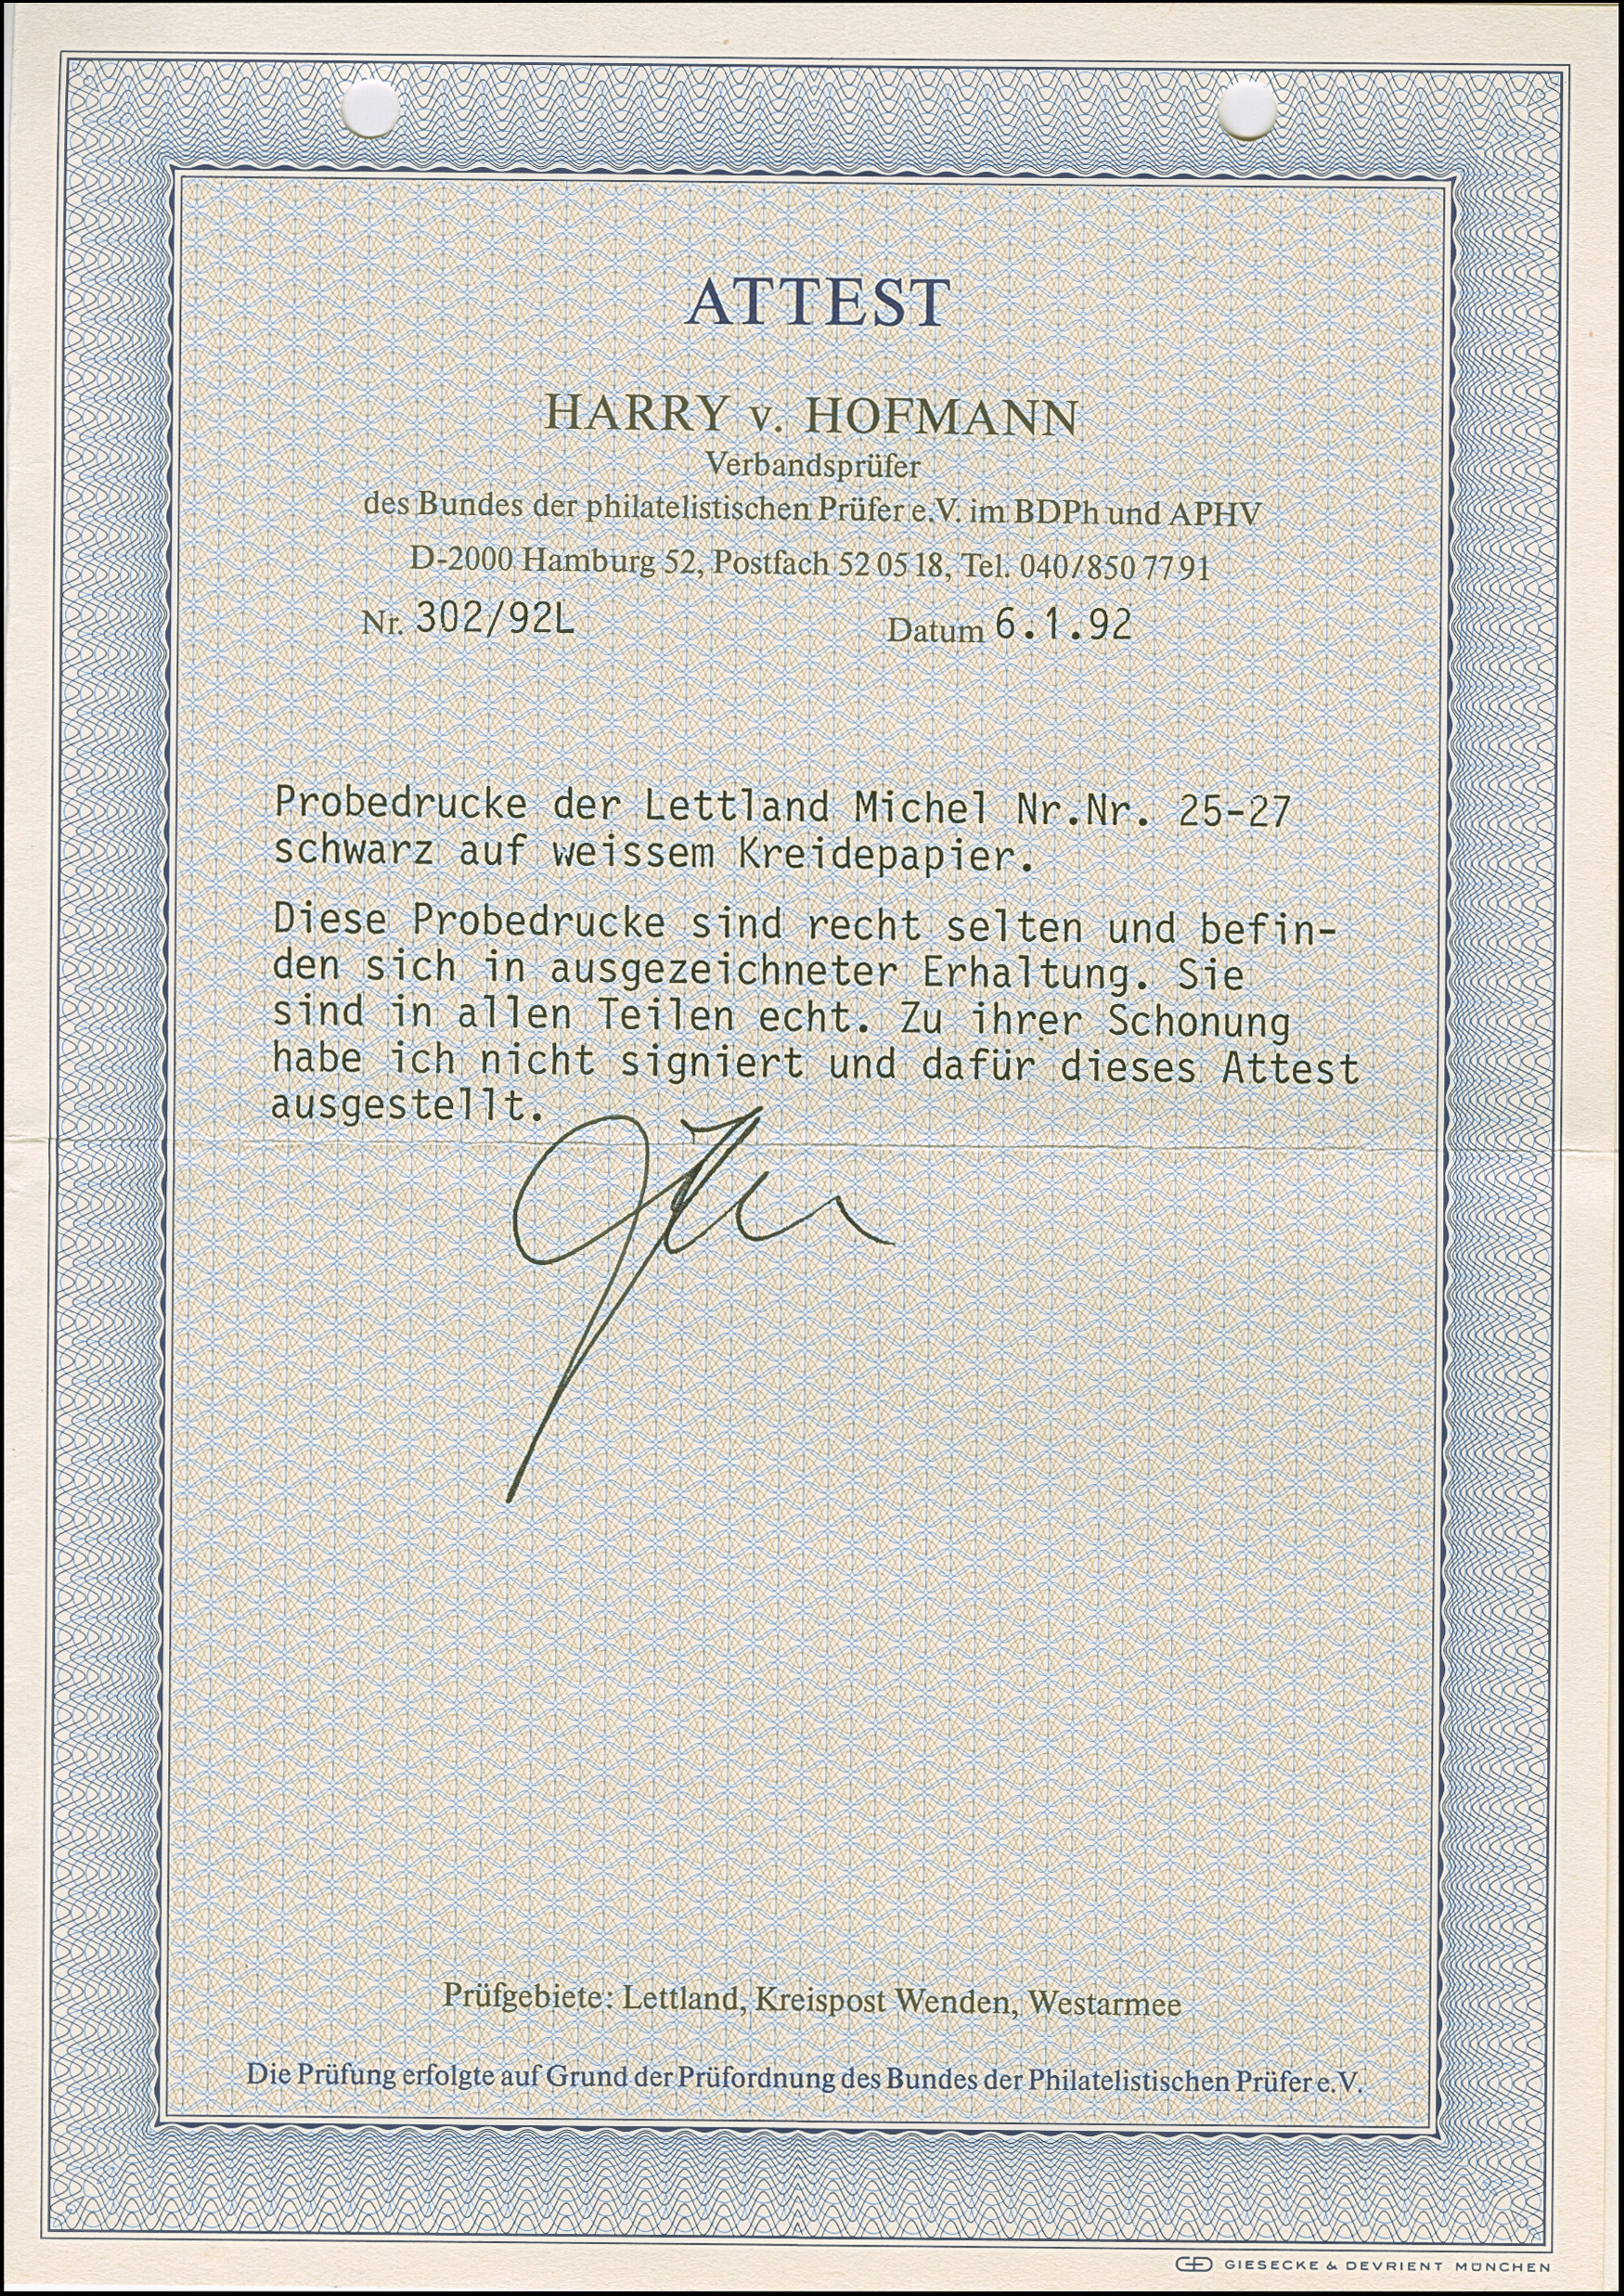 ATTEST
HARRY v. HOFMANN
Verbandsprüfer
des Bundes der philatelistischen Prüfer e.V. im BDPh und APHV
D-2000 Hamburg 52, Postfach 52 05 18, Tel. 040/850 77 91
Nr. 302/92L Datum 6.1.92
Probedrucke der Lettland Michel Nr.Nr. 25-27
schwarz auf weissem Kreidepapier.
Diese Probedrucke sind recht selten und befin-
den sich in ausgezeichneter Erhaltung. Sie
sind in allen Teilen echt. Zu ihrer Schonung
habe ich nicht signiert und dafür dieses Attest
ausgestellt.
Prüfgebiete: Lettland, Kreispost Wenden, Westarmee
Die Prüfung erfolgte auf Grund der Prüfordnung des Bundes der Philatelistischen Prüfer e.V.
GIESECKE & DEVRIENT MÜNCHEN